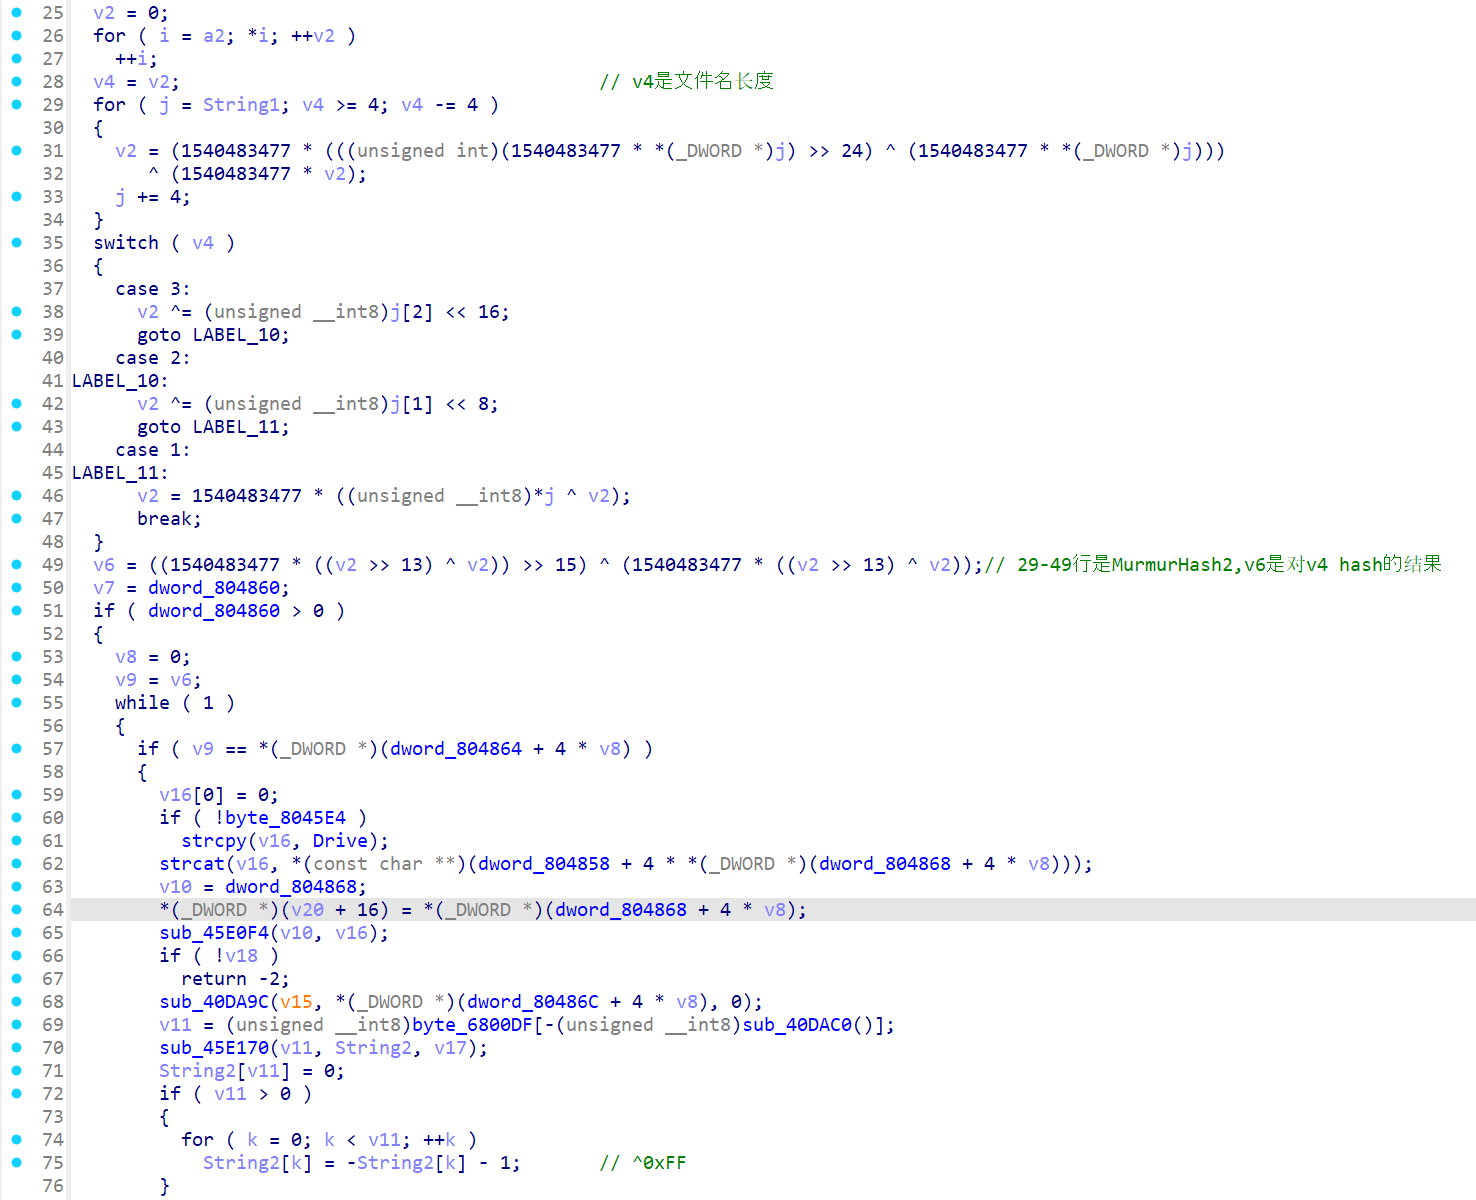 25 v2 = 0;
26 for ( i = a2; *i; ++v2 )
27 ++i;
28 v4 = v2; // v4是文件名长度
29 for ( j = String1; v4 >= 4; v4 -= 4 )
30 {
31 v2 = (1540483477 * (((unsigned int)(1540483477 * *(_DWORD *)j) >> 24) ^ (1540483477 * *(_DWORD *)j)))
32 ^ (1540483477 * v2);
33 j += 4;
34 }
35 switch ( v4 )
36 {
37 case 3:
38 v2 ^= (unsigned __int8)j[2] << 16;
39 goto LABEL_10;
40 case 2:
41 LABEL_10:
42 v2 ^= (unsigned __int8)j[1] << 8;
43 goto LABEL_11;
44 case 1:
45 LABEL_11:
46 v2 = 1540483477 * ((unsigned __int8)*j ^ v2);
47 break;
48 }
49 v6 = ((1540483477 * ((v2 >> 13) ^ v2)) >> 15) ^ (1540483477 * ((v2 >> 13) ^ v2));// 29-49行是MurmurHash2,v6是对v4 hash的结果
50 v7 = dword_804860;
51 if ( dword_804860 > 0 )
52 {
53 v8 = 0;
54 v9 = v6;
55 while ( 1 )
56 {
57 if ( v9 == *(_DWORD *)(dword_804864 + 4 * v8) )
58 {
59 v16[0] = 0;
60 if ( !byte_8045E4 )
61 strcpy(v16, Drive);
62 strcat(v16, *(const char **)(dword_804858 + 4 * *(_DWORD *)(dword_804868 + 4 * v8)));
63 v10 = dword_804868;
64 *(_DWORD *)(v20 + 16) = *(_DWORD *)(dword_804868 + 4 * v8);
65 sub_45E0F4(v10, v16);
66 if ( !v18 )
67 return -2;
68 sub_40DA9C(v15, *(_DWORD *)(dword_80486C + 4 * v8), 0);
69 v11 = (unsigned __int8)byte_6800DF[-(unsigned __int8)sub_40DAC0()];
70 sub_45E170(v11, String2, v17);
71 String2[v11] = 0;
72 if ( v11 > 0 )
73 {
74 for ( k = 0; k < v11; ++k )
75 String2[k] = -String2[k] - 1; // ^0xFF
76 }